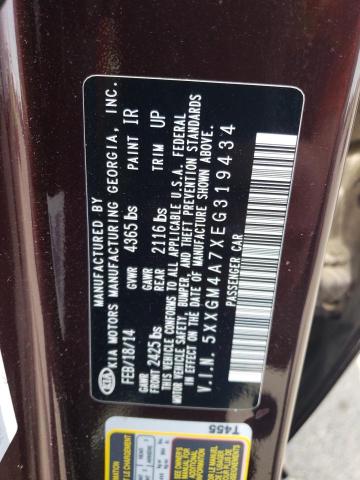 KIA
MANUFACTURED BY
KIA MOTORS MANUFACTURING GEORGIA, INC.
FEB/18/14 GVWR 4365 lbs PAINT IR
GAWR FRONT 2425 lbs GAWR REAR 2116 lbs TRIM UP
THIS VEHICLE CONFORMS TO ALL APPLICABLE U.S.A. FEDERAL
MOTOR VEHICLE SAFETY, BUMPER, AND THEFT PREVENTION STANDARDS
IN EFFECT ON THE DATE OF MANUFACTURE SHOWN ABOVE.
V.I.N. 5XXGM4A7XEG319434
PASSENGER CAR
T455